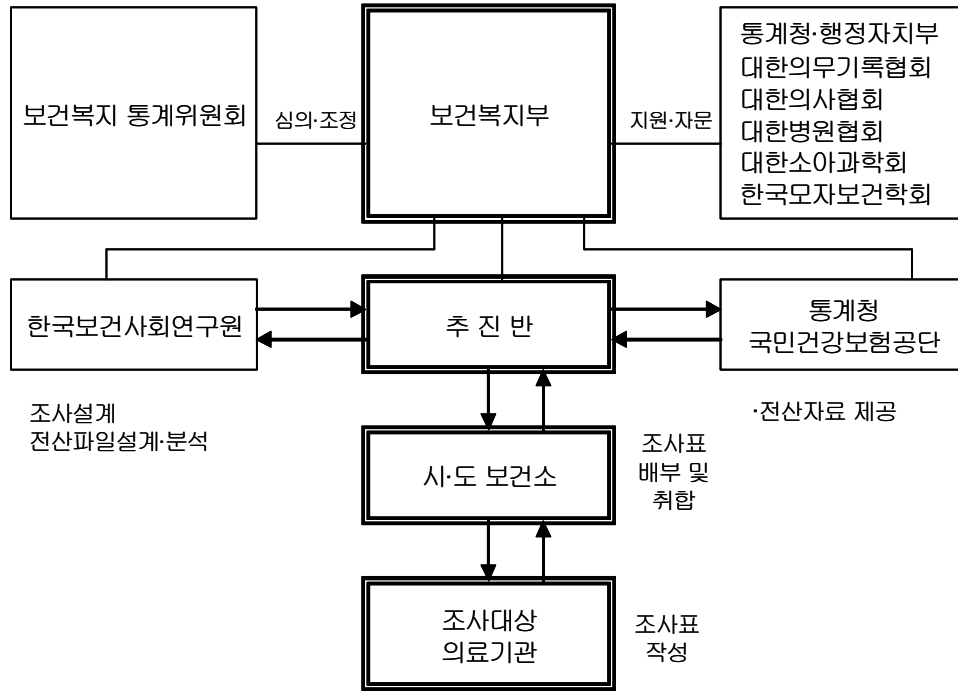 보건복지 통계위원회
심의·조정
보건복지부
지원·자문
통계청·행정자치부
대한의무기록협회
대한의사협회
대한병원협회
대한소아과학회
한국모자보건학회
한국보건사회연구원
추 진 반
통계청
국민건강보험공단
조사설계
전산파일설계·분석
·전산자료 제공
시·도 보건소
조사표
배부 및
취합
조사대상
의료기관
조사표
작성